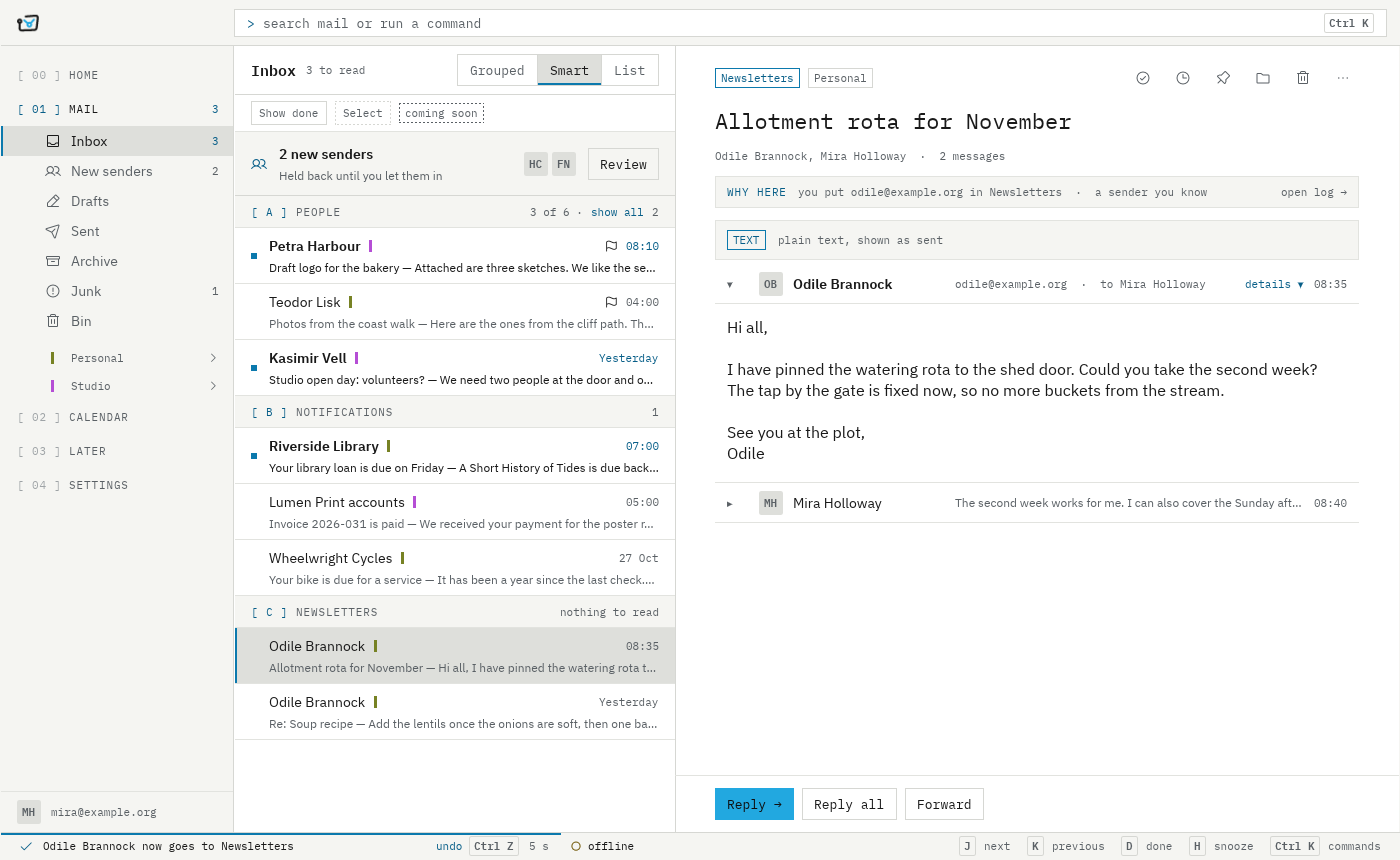 > search mail or run a command Ctrl K
[ 00 ] HOME
[ 01 ] MAIL 3
Inbox 3
New senders 2
Drafts
Sent
Archive
Junk 1
Bin
Personal
Studio
[ 02 ] CALENDAR
[ 03 ] LATER
[ 04 ] SETTINGS
MH mira@example.org
Inbox 3 to read Grouped Smart List
Show done Select coming soon
2 new senders
Held back until you let them in
HC FN Review
[ A ] PEOPLE 3 of 6 · show all 2
Petra Harbour 08:10
Draft logo for the bakery — Attached are three sketches. We like the se…
Teodor Lisk 04:00
Photos from the coast walk — Here are the ones from the cliff path. Th…
Kasimir Vell Yesterday
Studio open day: volunteers? — We need two people at the door and o…
[ B ] NOTIFICATIONS 1
Riverside Library 07:00
Your library loan is due on Friday — A Short History of Tides is due back…
Lumen Print accounts 05:00
Invoice 2026-031 is paid — We received your payment for the poster r…
Wheelwright Cycles 27 Oct
Your bike is due for a service — It has been a year since the last check.…
[ C ] NEWSLETTERS nothing to read
Odile Brannock 08:35
Allotment rota for November — Hi all, I have pinned the watering rota t…
Odile Brannock Yesterday
Re: Soup recipe — Add the lentils once the onions are soft, then one ba…
Newsletters Personal
Allotment rota for November
Odile Brannock, Mira Holloway · 2 messages
WHY HERE you put odile@example.org in Newsletters · a sender you know open log →
TEXT plain text, shown as sent
▾ OB Odile Brannock odile@example.org · to Mira Holloway details ▾ 08:35
Hi all,
I have pinned the watering rota to the shed door. Could you take the second week?
The tap by the gate is fixed now, so no more buckets from the stream.
See you at the plot,
Odile
▸ MH Mira Holloway The second week works for me. I can also cover the Sunday aft… 08:40
Reply → Reply all Forward
Odile Brannock now goes to Newsletters undo Ctrl Z 5 s offline J next K previous D done H snooze Ctrl K commands